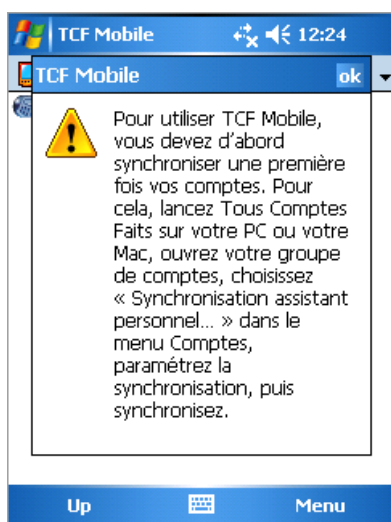 TCF Mobile 12:24
TCF Mobile ok
Pour utiliser TCF Mobile,
vous devez d'abord
synchroniser une première
fois vos comptes. Pour
cela, lancez Tous Comptes
Faits sur votre PC ou votre
Mac, ouvrez votre groupe
de comptes, choisissez
« Synchronisation assistant
personnel... » dans le
menu Comptes,
paramétrez la
synchronisation, puis
synchronisez.
Up Menu